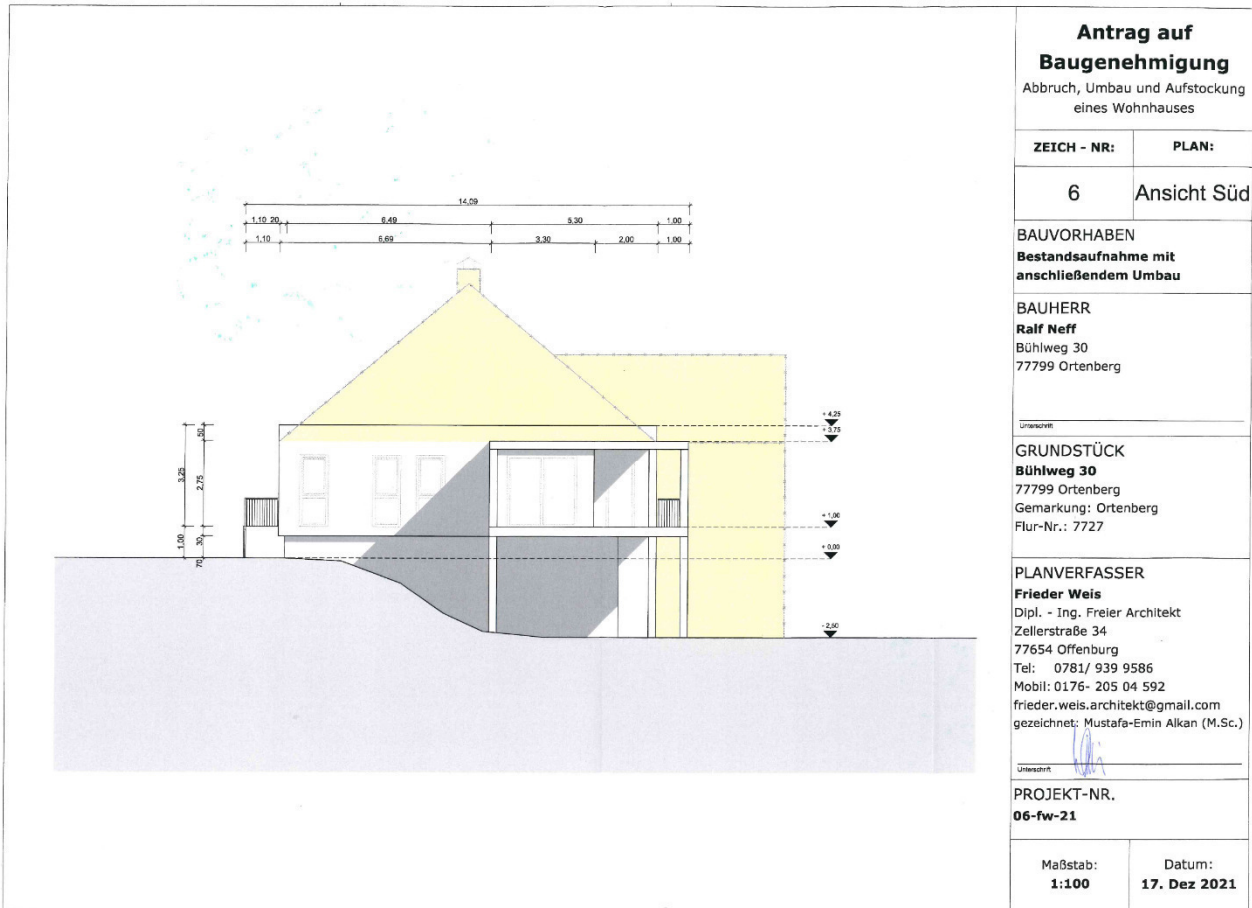 14,09
1,10 20 6,49 5,30 1,00
1,10 6,69 3,30 2,00 1,00
50
3,25
2,75
1,00
30
70
+ 4,25
+ 3,75
+ 1,00
+ 0,00
- 2,60
Antrag auf
Baugenehmigung
Abbruch, Umbau und Aufstockung
eines Wohnhauses
ZEICH - NR: PLAN:
6 Ansicht Süd
BAUVORHABEN
Bestandsaufnahme mit
anschließendem Umbau
BAUHERR
Ralf Neff
Bühlweg 30
77799 Ortenberg
Unterschrift
GRUNDSTÜCK
Bühlweg 30
77799 Ortenberg
Gemarkung: Ortenberg
Flur-Nr.: 7727
PLANVERFASSER
Frieder Weis
Dipl. - Ing. Freier Architekt
Zellerstraße 34
77654 Offenburg
Tel: 0781/ 939 9586
Mobil: 0176- 205 04 592
frieder.weis.architekt@gmail.com
gezeichnet: Mustafa-Emin Alkan (M.Sc.)
Unterschrift
PROJEKT-NR.
06-fw-21
Maßstab: Datum:
1:100 17. Dez 2021